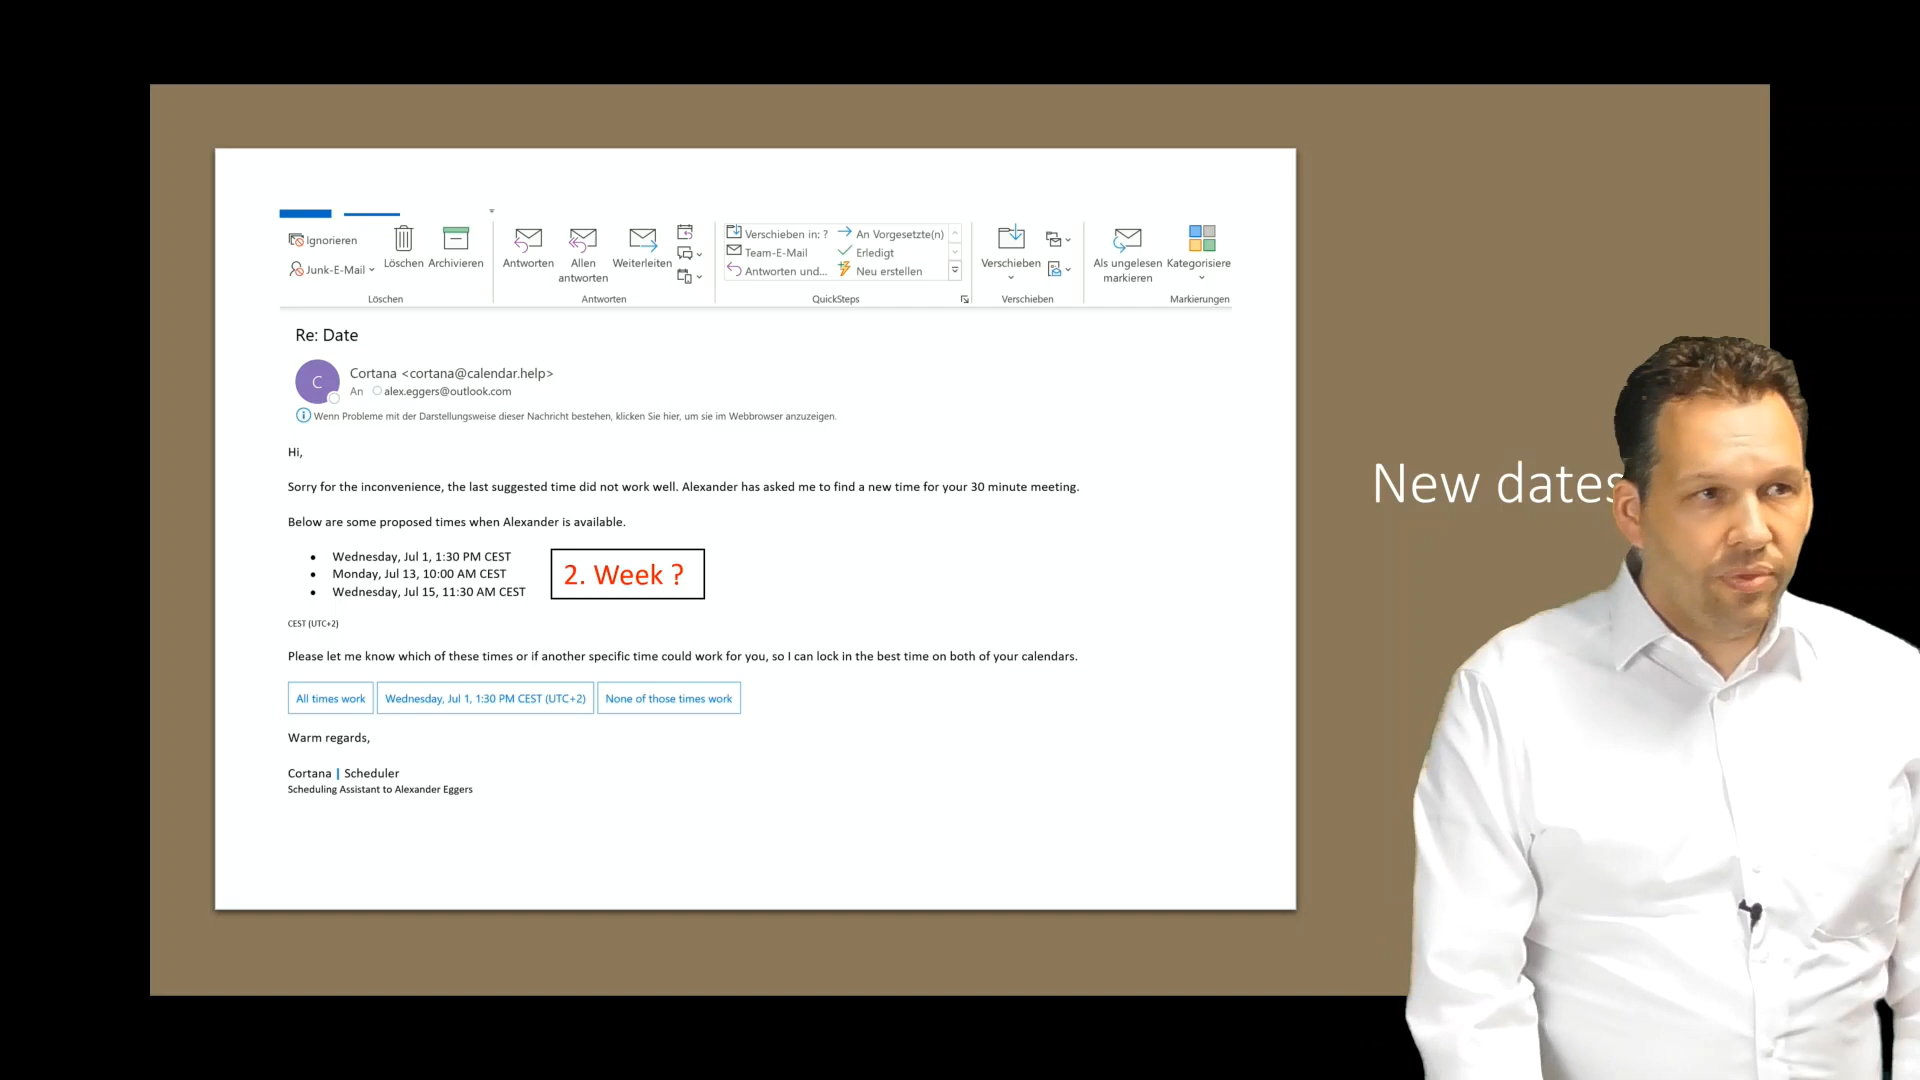 Ignorieren
Junk-E-Mail
Löschen
Archivieren
Löschen
Antworten
Allen antworten
Weiterleiten
Antworten
Verschieben in: ?
An Vorgesetzte(n)
Team-E-Mail
Erledigt
Antworten und...
Neu erstellen
QuickSteps
Verschieben
Verschieben
Als ungelesen markieren
Kategorisiere
Markierungen
Re: Date
C
Cortana <cortana@calendar.help>
An alex.eggers@outlook.com
Wenn Probleme mit der Darstellungsweise dieser Nachricht bestehen, klicken Sie hier, um sie im Webbrowser anzuzeigen.
Hi,
Sorry for the inconvenience, the last suggested time did not work well. Alexander has asked me to find a new time for your 30 minute meeting.
Below are some proposed times when Alexander is available.
• Wednesday, Jul 1, 1:30 PM CEST
• Monday, Jul 13, 10:00 AM CEST
• Wednesday, Jul 15, 11:30 AM CEST
2. Week ?
CEST (UTC+2)
Please let me know which of these times or if another specific time could work for you, so I can lock in the best time on both of your calendars.
All times work
Wednesday, Jul 1, 1:30 PM CEST (UTC+2)
None of those times work
Warm regards,
Cortana | Scheduler
Scheduling Assistant to Alexander Eggers
New dates